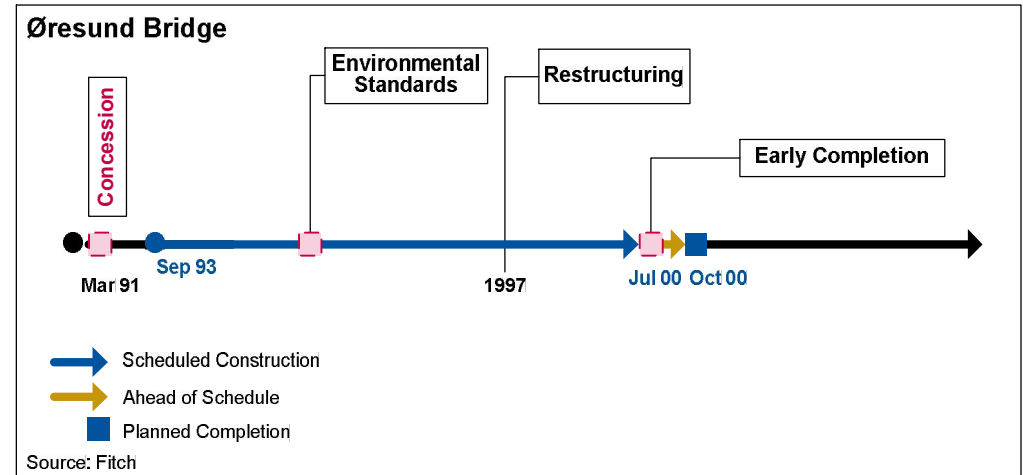 Øresund Bridge
Concession
Environmental
Standards
Restructuring
Early Completion
Mar 91
Sep 93
1997
Jul 00
Oct 00
Scheduled Construction
Ahead of Schedule
Planned Completion
Source: Fitch